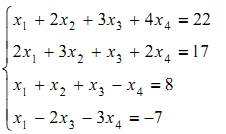 x₁ + 2x₂ + 3x₃ + 4x₄ = 22
2x₁ + 3x₂ + x₃ + 2x₄ = 17
x₁ + x₂ + x₃ − x₄ = 8
x₁ − 2x₃ − 3x₄ = −7